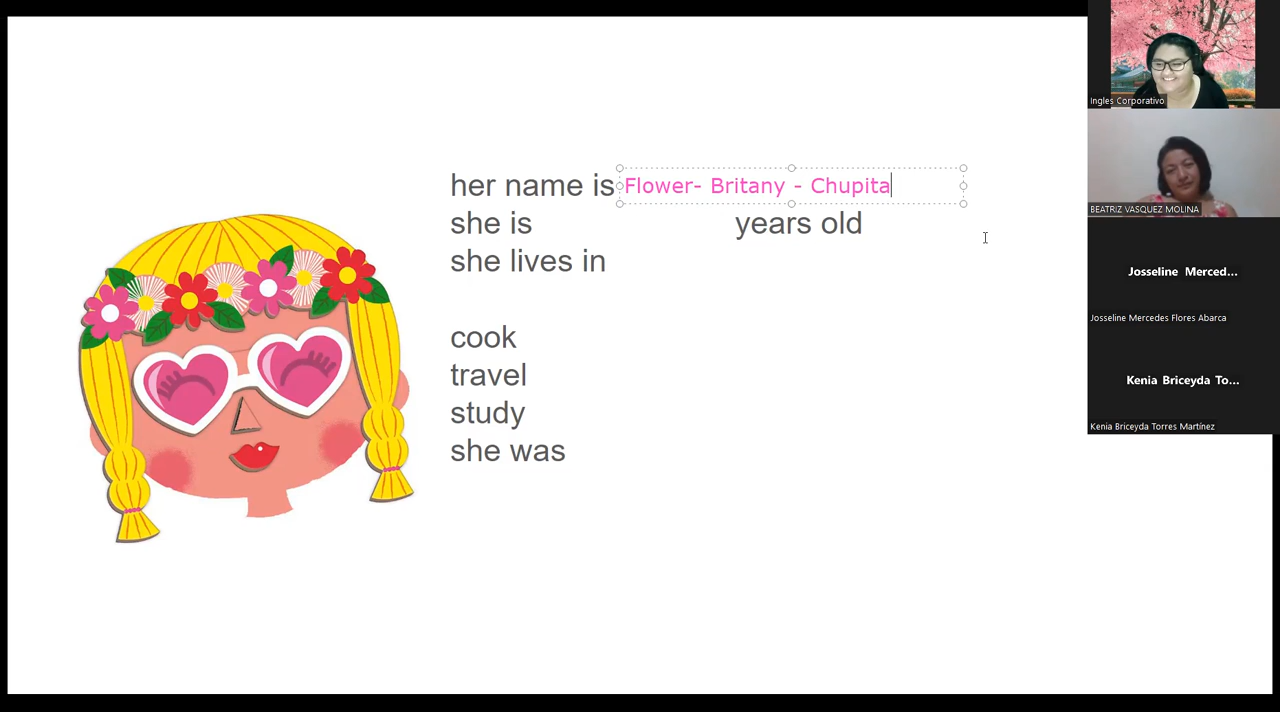 her name is Flower- Britany - Chupita
she is years old
she lives in
cook
travel
study
she was
Ingles Corporativo
BEATRIZ VASQUEZ MOLINA
Josseline Merced...
Josseline Mercedes Flores Abarca
Kenia Briceyda To...
Kenia Briceyda Torres Martínez